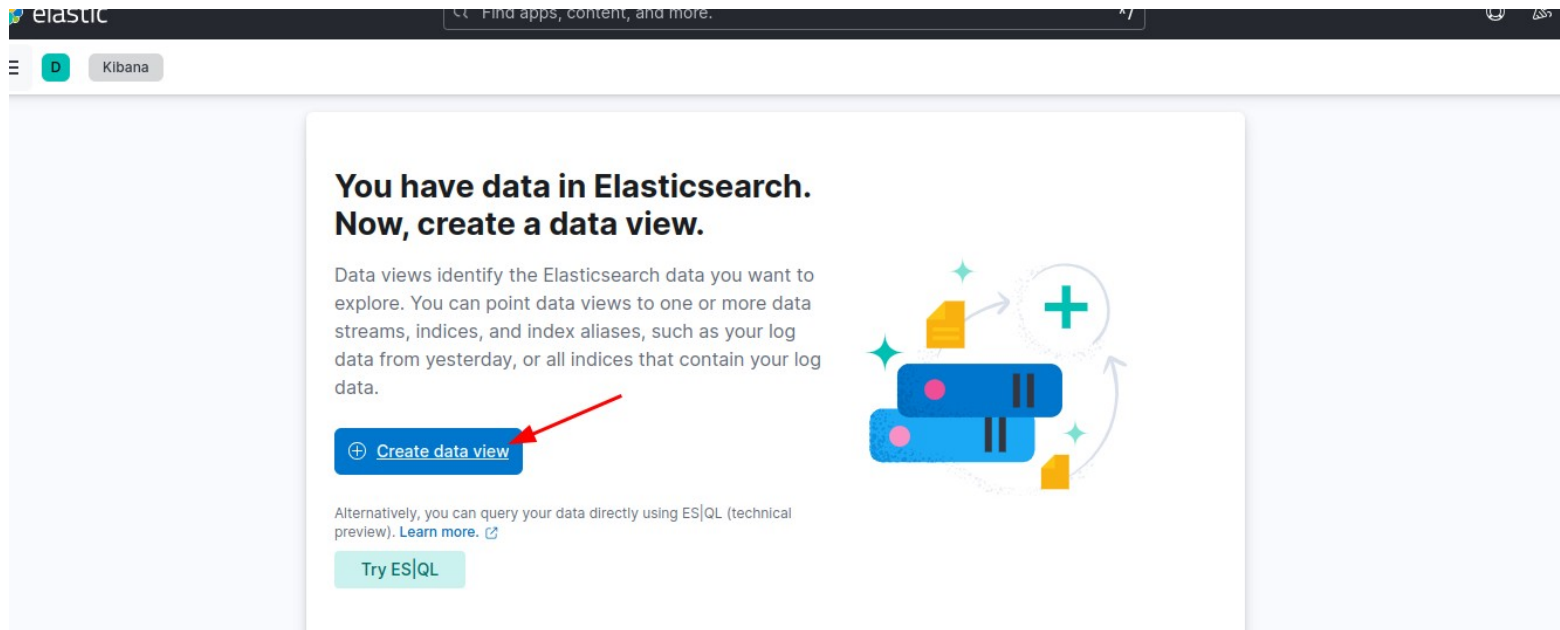 elastic
Find apps, content, and more.
^/
D
Kibana
You have data in Elasticsearch.
Now, create a data view.
Data views identify the Elasticsearch data you want to
explore. You can point data views to one or more data
streams, indices, and index aliases, such as your log
data from yesterday, or all indices that contain your log
data.
Create data view
Alternatively, you can query your data directly using ES|QL (technical
preview). Learn more.
Try ES|QL